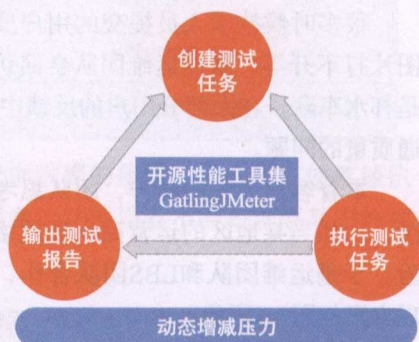 创建测试
任务
开源性能工具集
GatlingJMeter
输出测试
报告
执行测试
任务
动态增减压力